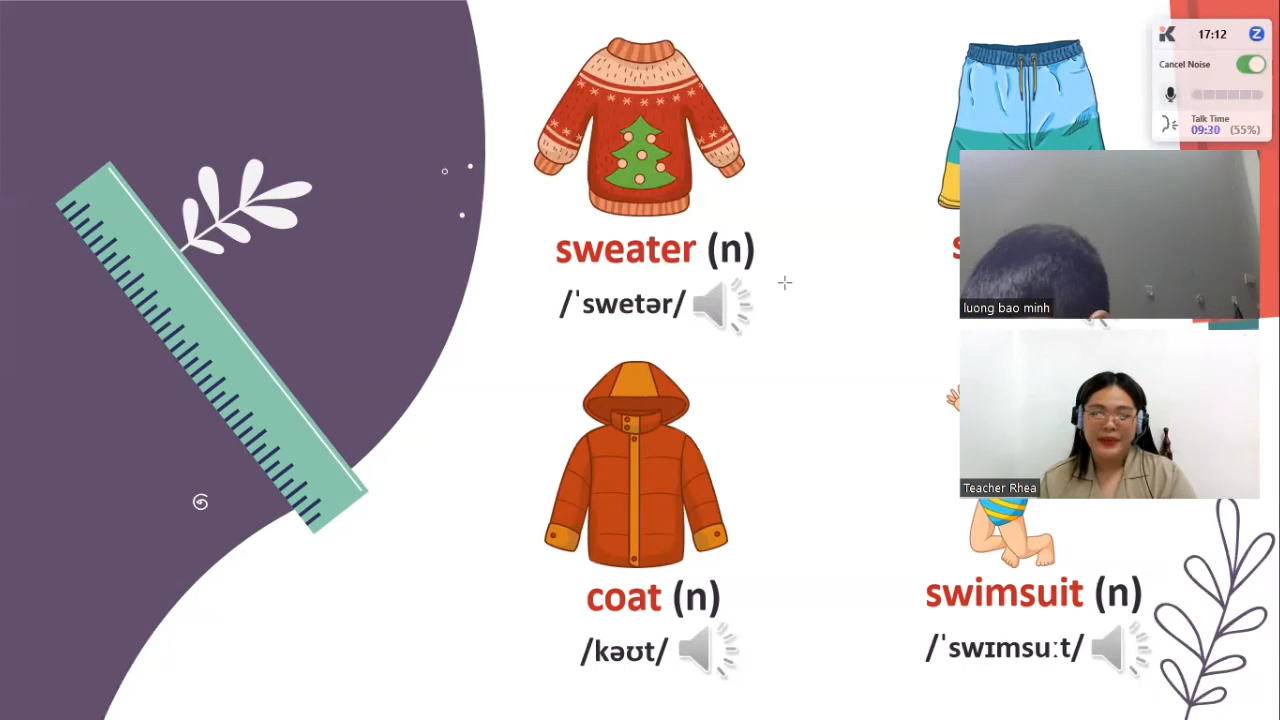 17:12
Cancel Noise
Talk Time
09:30 (55%)
sweater (n)
/ˈswetər/
luong bao minh
Teacher Rhea
coat (n)
/kəʊt/
swimsuit (n)
/ˈswɪmsuːt/